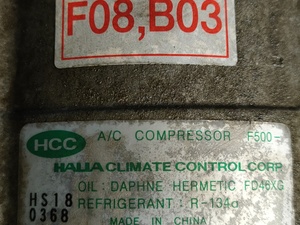 F08,B03
HCC
A/C COMPRESSOR F500-
HALLA CLIMATE CONTROL CORP
OIL: DAPHNE HERMETIC FD46XG
HS18
REFRIGERANT: R-134a
0368
MADE IN CHINA